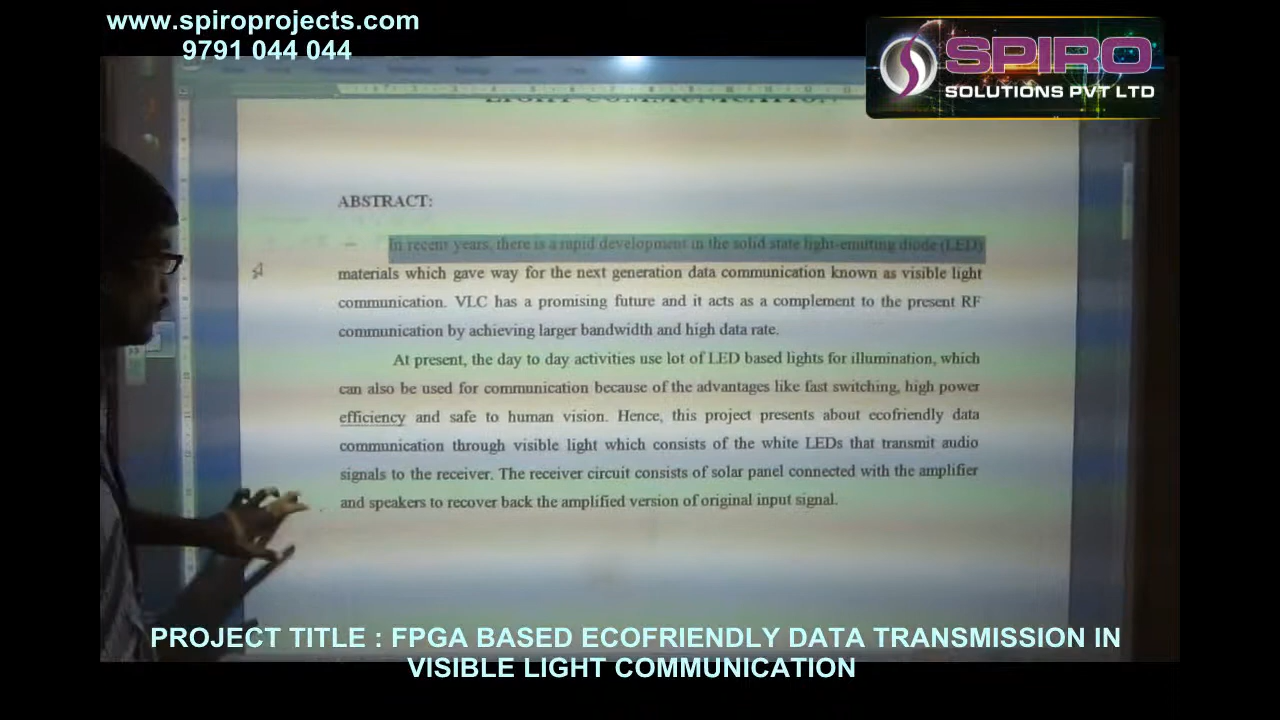 www.spiroprojects.com
9791 044 044
SPIRO
SOLUTIONS PVT LTD
LIGHT COMMUNICATION
ABSTRACT:
In recent years, there is a rapid development in the solid state light-emitting diode (LED)
materials which gave way for the next generation data communication known as visible light
communication. VLC has a promising future and it acts as a complement to the present RF
communication by achieving larger bandwidth and high data rate.
At present, the day to day activities use lot of LED based lights for illumination, which
can also be used for communication because of the advantages like fast switching, high power
efficiency and safe to human vision. Hence, this project presents about ecofriendly data
communication through visible light which consists of the white LEDs that transmit audio
signals to the receiver. The receiver circuit consists of solar panel connected with the amplifier
and speakers to recover back the amplified version of original input signal.
PROJECT TITLE : FPGA BASED ECOFRIENDLY DATA TRANSMISSION IN
VISIBLE LIGHT COMMUNICATION